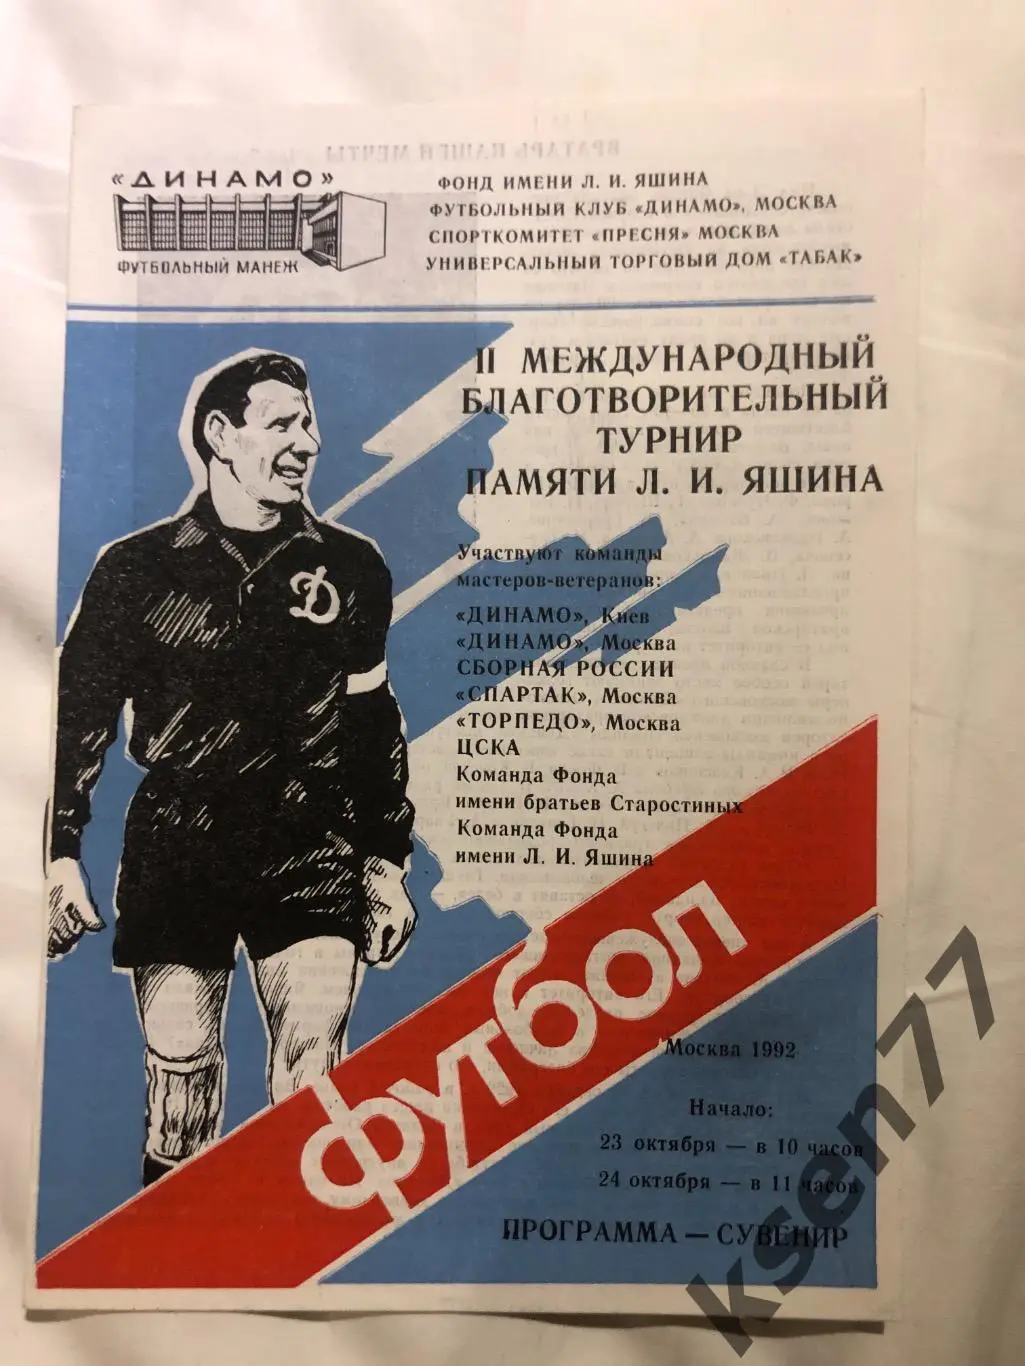 «ДИНАМО»
ФУТБОЛЬНЫЙ МАНЕЖ
ФОНД ИМЕНИ Л. И. ЯШИНА
ФУТБОЛЬНЫЙ КЛУБ «ДИНАМО», МОСКВА
СПОРТКОМИТЕТ «ПРЕСНЯ» МОСКВА
УНИВЕРСАЛЬНЫЙ ТОРГОВЫЙ ДОМ «ТАБАК»
II МЕЖДУНАРОДНЫЙ
БЛАГОТВОРИТЕЛЬНЫЙ
ТУРНИР
ПАМЯТИ Л. И. ЯШИНА
Участвуют команды
мастеров-ветеранов:
«ДИНАМО», Киев
«ДИНАМО», Москва
СБОРНАЯ РОССИИ
«СПАРТАК», Москва
«ТОРПЕДО», Москва
ЦСКА
Команда Фонда
имени братьев Старостиных
Команда Фонда
имени Л. И. Яшина
Д
футбол
Москва 1992
Начало:
23 октября — в 10 часов
24 октября — в 11 часов
ПРОГРАММА — СУВЕНИР
ksen77